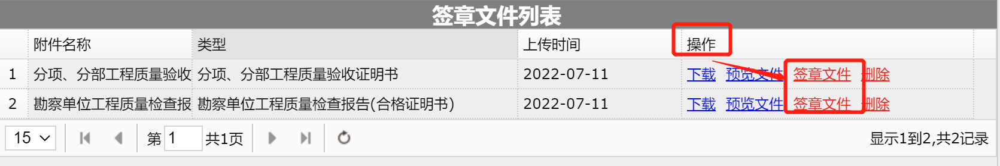 签章文件列表
附件名称 类型 上传时间 操作
1 分项、分部工程质量验收 分项、分部工程质量验收证明书 2022-07-11 下载 预览文件 签章文件 删除
2 勘察单位工程质量检查报 勘察单位工程质量检查报告(合格证明书) 2022-07-11 下载 预览文件 签章文件 删除
15 第 1 共1页 显示1到2,共2记录